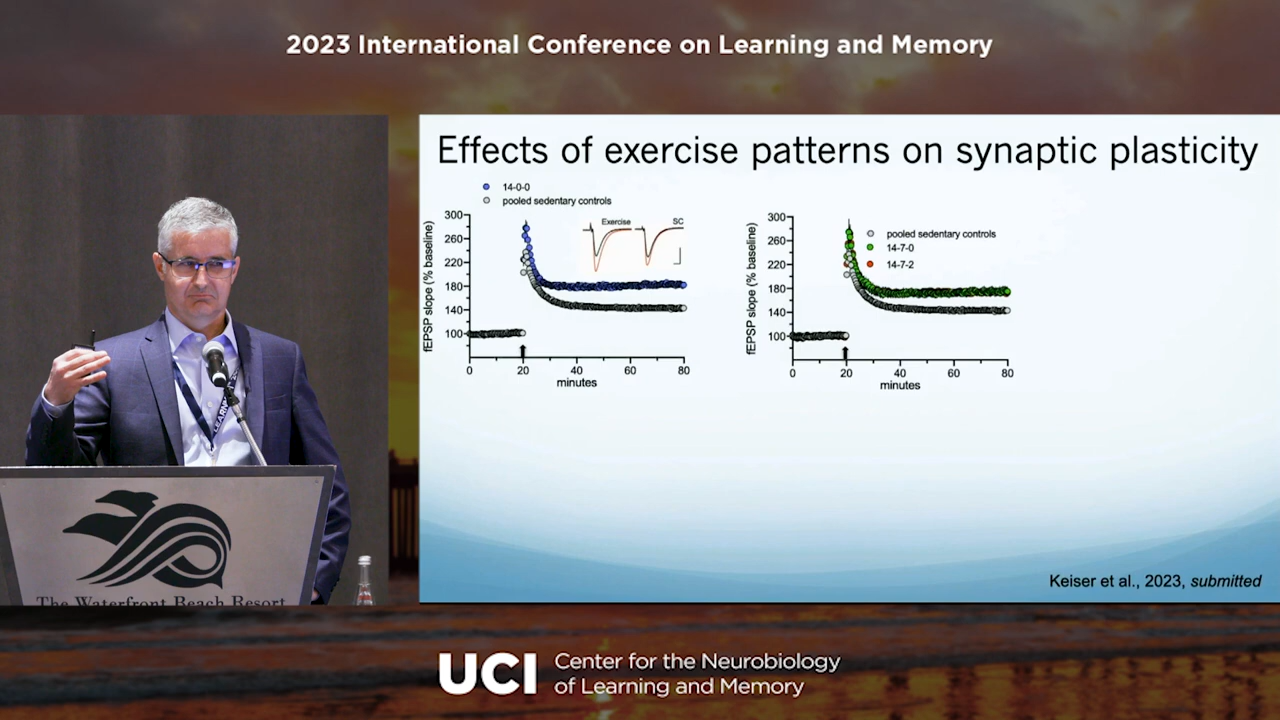 2023 International Conference on Learning and Memory
Effects of exercise patterns on synaptic plasticity
14-0-0
pooled sedentary controls
Exercise
SC
fEPSP slope (% baseline)
300
260
220
180
140
100
0
20
40
60
80
minutes
pooled sedentary controls
14-7-0
14-7-2
fEPSP slope (% baseline)
300
260
220
180
140
100
0
20
40
60
80
minutes
Keiser et al., 2023, submitted
The Waterfront Beach Resort
UCI
Center for the Neurobiology
of Learning and Memory